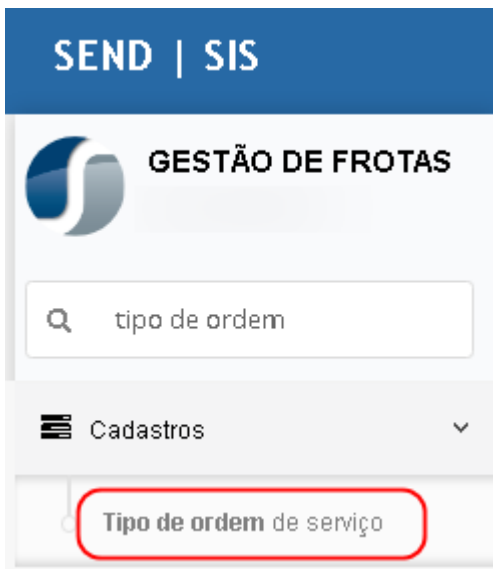 SEND | SIS
GESTÃO DE FROTAS
tipo de ordem
Cadastros
Tipo de ordem de serviço